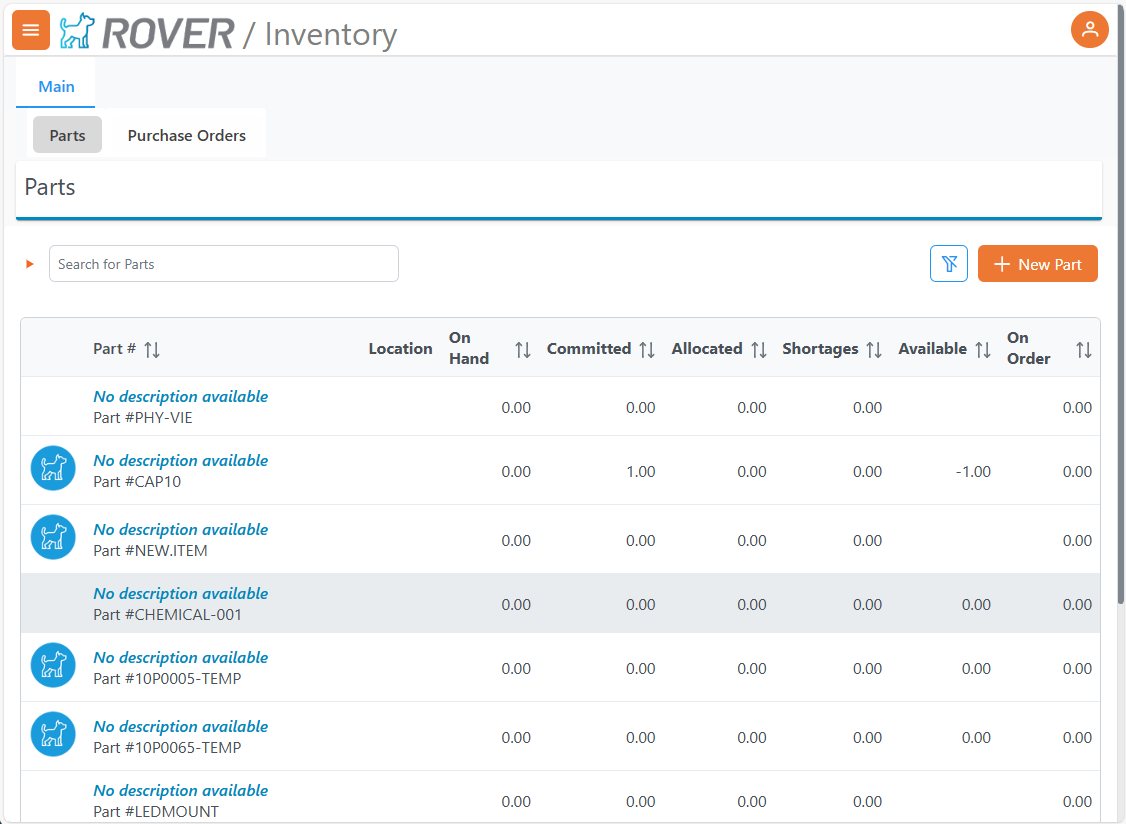 ROVER / Inventory
Main
Parts Purchase Orders
Parts
Search for Parts
New Part
Part # Location On Hand Committed Allocated Shortages Available On Order
No description available
Part #PHY-VIE 0.00 0.00 0.00 0.00 0.00
No description available
Part #CAP10 0.00 1.00 0.00 0.00 -1.00 0.00
No description available
Part #NEW.ITEM 0.00 0.00 0.00 0.00 0.00
No description available
Part #CHEMICAL-001 0.00 0.00 0.00 0.00 0.00 0.00
No description available
Part #10P0005-TEMP 0.00 0.00 0.00 0.00 0.00 0.00
No description available
Part #10P0065-TEMP 0.00 0.00 0.00 0.00 0.00 0.00
No description available
Part #LEDMOUNT 0.00 0.00 0.00 0.00 0.00